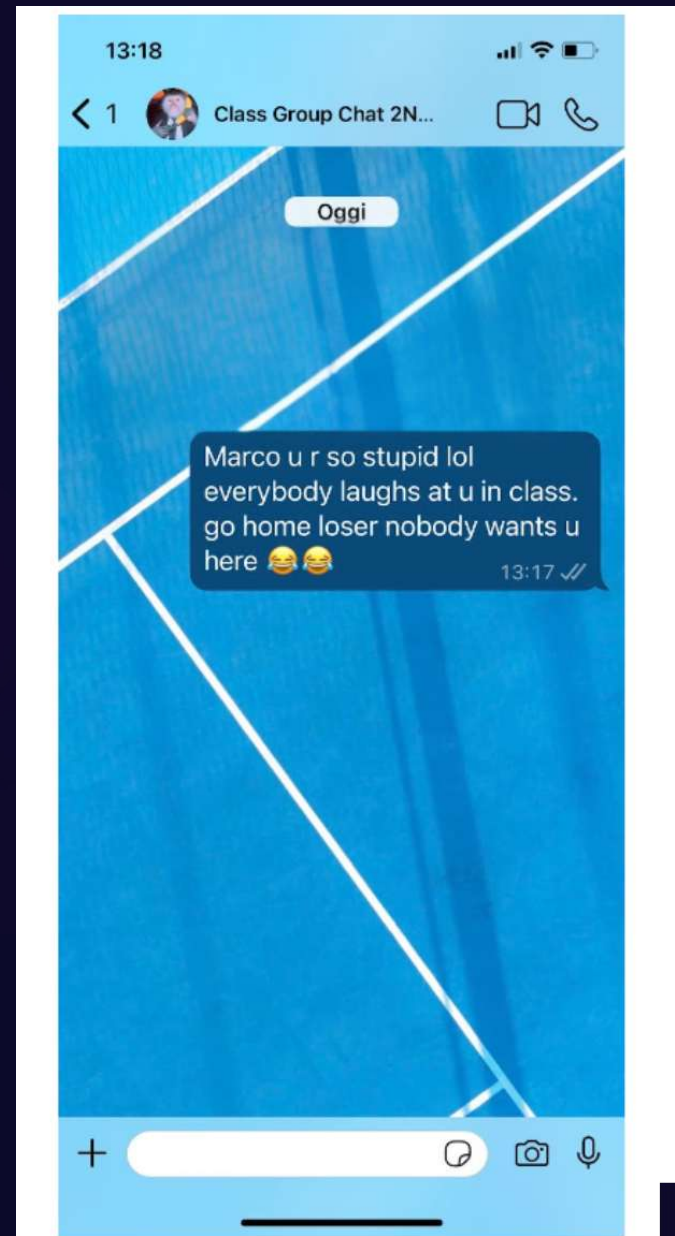 13:18
1 Class Group Chat 2N...
Oggi
Marco u r so stupid lol
everybody laughs at u in class.
go home loser nobody wants u
here 😂😂
13:17